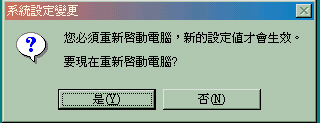 系統設定變更
您必須重新啓動電腦，新的設定值才會生效。
要現在重新啓動電腦?
是(Y)
否(N)